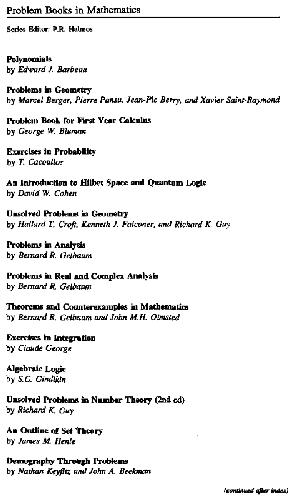 Problem Books in Mathematics
Series Editor: P.R. Halmos
Polynomials
by Edward J. Barbeau
Problems in Geometry
by Marcel Berger, Pierre Pansu, Jean-Pic Berry, and Xavier Saint-Raymond
Problem Book for First Year Calculus
by George W. Bluman
Exercises in Probability
by T. Cacoullos
An Introduction to Hilbet Space and Quantum Logic
by David W. Cohen
Unsolved Problems in Geometry
by Hallard T. Croft, Kenneth J. Falconer, and Richard K. Guy
Problems in Analysis
by Bernard R. Gelbaum
Problems in Real and Complex Analysis
by Bernard R. Gelbaum
Theorems and Counterexamples in Mathematics
by Bernard R. Gelbaum and John M.H. Olmsted
Exercises in Integration
by Claude George
Algebraic Logic
by S.G. Gindikin
Unsolved Problems in Number Theory (2nd ed)
by Richard K. Guy
An Outline of Set Theory
by James M. Henle
Demography Through Problems
by Nathan Keyfitz and John A. Beekman
(continued after index)